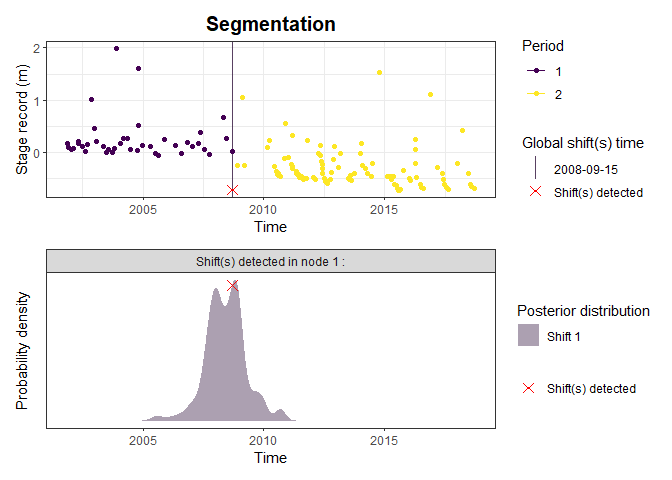 Segmentation
Stage record (m)
2
1
0
2005
2010
2015
Time
Period
1
2
Global shift(s) time
2008-09-15
Shift(s) detected
Shift(s) detected in node 1 :
Probability density
2005
2010
2015
Time
Posterior distribution
Shift 1
Shift(s) detected